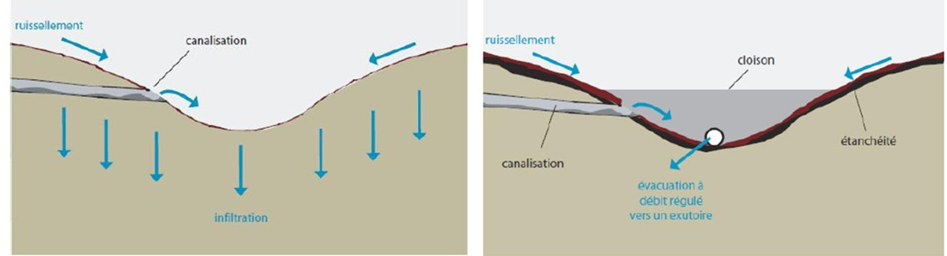 ruissellement
canalisation
infiltration
ruissellement
cloison
étanchéité
canalisation
évacuation à
débit régulé
vers un exutoire